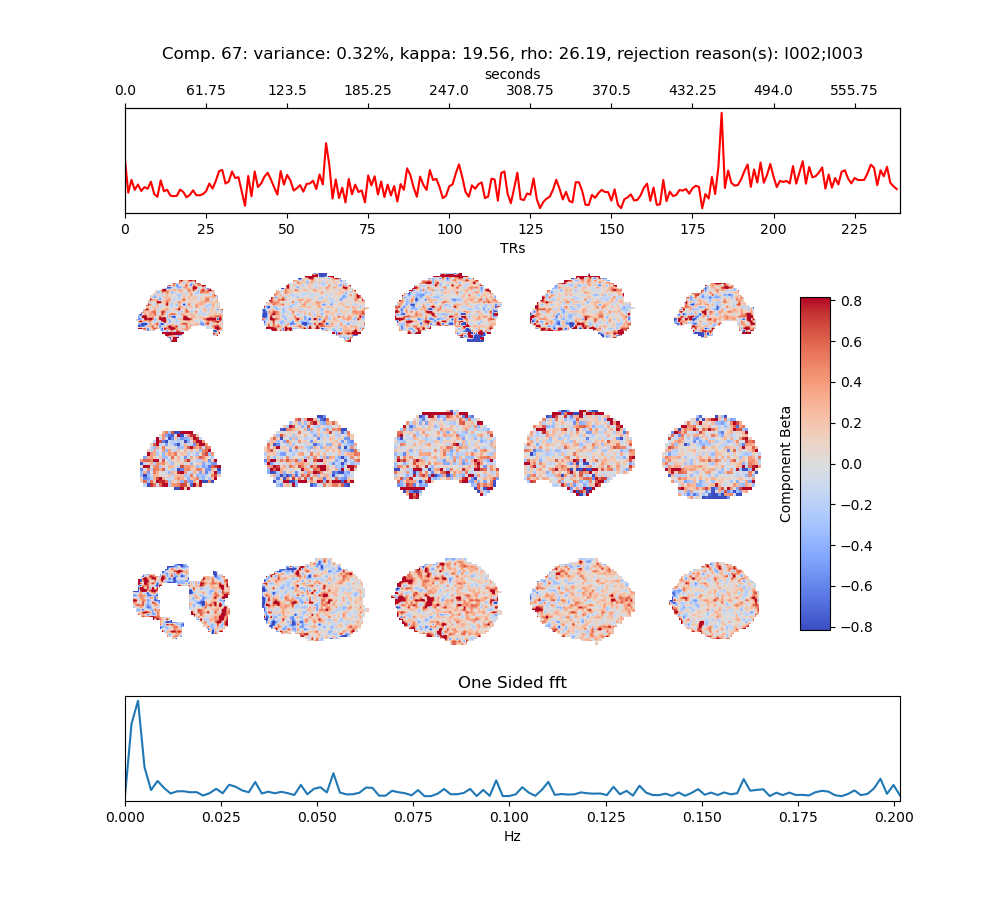 Comp. 67: variance: 0.32%, kappa: 19.56, rho: 26.19, rejection reason(s): I002;I003
seconds
0.0 61.75 123.5 185.25 247.0 308.75 370.5 432.25 494.0 555.75
0 25 50 75 100 125 150 175 200 225
TRs
0.8
0.6
0.4
0.2
0.0
−0.2
−0.4
−0.6
−0.8
Component Beta
One Sided fft
0.000 0.025 0.050 0.075 0.100 0.125 0.150 0.175 0.200
Hz